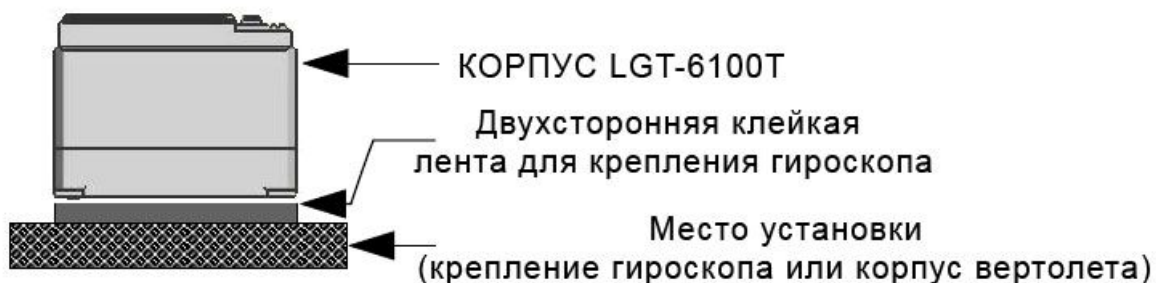 КОРПУС LGT-6100T
Двухсторонняя клейкая
лента для крепления гироскопа
Место установки
(крепление гироскопа или корпус вертолета)